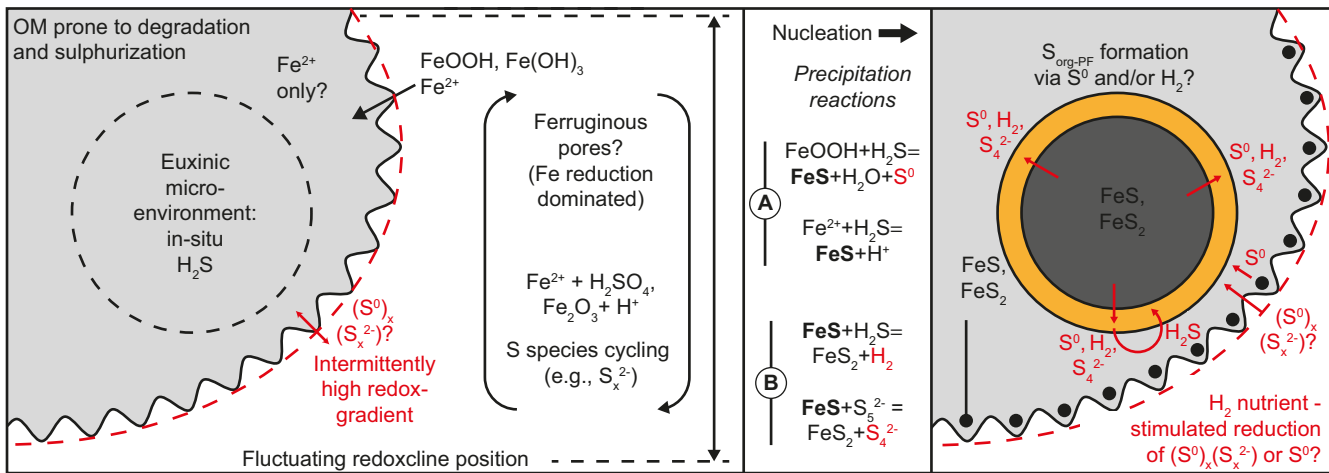 OM prone to degradation
and sulphurization
Fe²⁺
only?
FeOOH, Fe(OH)₃
Fe²⁺
Euxinic
micro-
environment:
in-situ
H₂S
Ferruginous
pores?
(Fe reduction
dominated)
Fe²⁺ + H₂SO₄,
Fe₂O₃+ H⁺
S species cycling
(e.g., Sₓ²⁻)
(S⁰)ₓ
(Sₓ²⁻)?
Intermittently
high redox-
gradient
Fluctuating redoxcline position
Nucleation
Precipitation
reactions
A
FeOOH+H₂S=
FeS+H₂O+S⁰
Fe²⁺+H₂S=
FeS+H⁺
B
FeS+H₂S=
FeS₂+H₂
FeS+S₅²⁻ =
FeS₂+S₄²⁻
Sorg-PF formation
via S⁰ and/or H₂?
S⁰, H₂,
S₄²⁻
S⁰, H₂,
S₄²⁻
FeS,
FeS₂
FeS,
FeS₂
S⁰
S⁰, H₂,
S₄²⁻
H₂S
(S⁰)ₓ
(Sₓ²⁻)?
H₂ nutrient -
stimulated reduction
of (S⁰)ₓ(Sₓ²⁻) or S⁰?